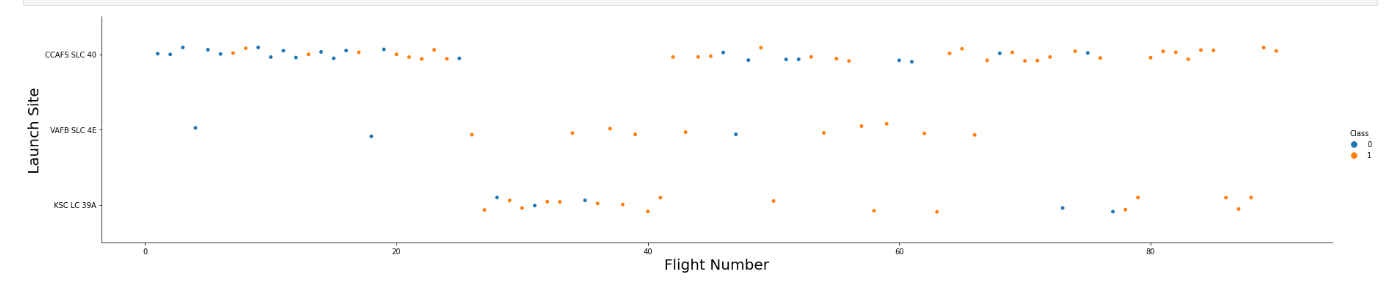 Launch Site
CCAFS SLC 40
VAFB SLC 4E
KSC LC 39A
0 20 40 60 80
Flight Number
Class
0
1